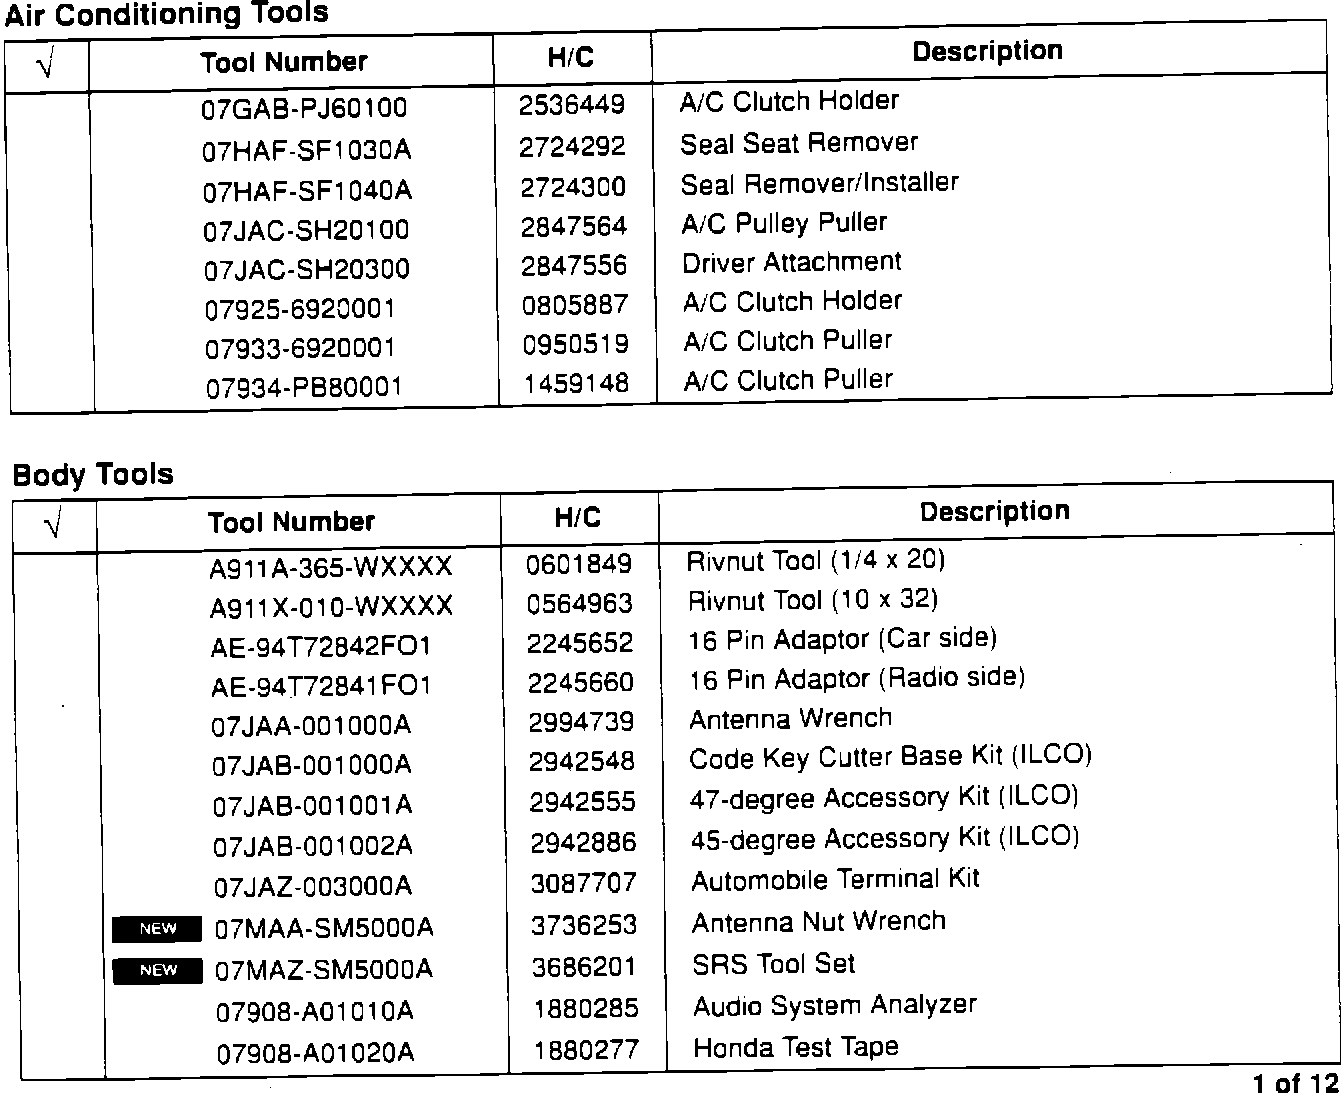 Air Conditioning Tools
√ Tool Number H/C Description
07GAB-PJ60100 2536449 A/C Clutch Holder
07HAF-SF1030A 2724292 Seal Seat Remover
07HAF-SF1040A 2724300 Seal Remover/Installer
07JAC-SH20100 2847564 A/C Pulley Puller
07JAC-SH20300 2847556 Driver Attachment
07925-6920001 0805887 A/C Clutch Holder
07933-6920001 0950519 A/C Clutch Puller
07934-PB80001 1459148 A/C Clutch Puller
Body Tools
√ Tool Number H/C Description
A911A-365-WXXXX 0601849 Rivnut Tool (1/4 x 20)
A911X-010-WXXXX 0564963 Rivnut Tool (10 x 32)
AE-94T72842FO1 2245652 16 Pin Adaptor (Car side)
AE-94T72841FO1 2245660 16 Pin Adaptor (Radio side)
07JAA-001000A 2994739 Antenna Wrench
07JAB-001000A 2942548 Code Key Cutter Base Kit (ILCO)
07JAB-001001A 2942555 47-degree Accessory Kit (ILCO)
07JAB-001002A 2942886 45-degree Accessory Kit (ILCO)
07JAZ-003000A 3087707 Automobile Terminal Kit
NEW 07MAA-SM5000A 3736253 Antenna Nut Wrench
NEW 07MAZ-SM5000A 3686201 SRS Tool Set
07908-A01010A 1880285 Audio System Analyzer
07908-A01020A 1880277 Honda Test Tape
1 of 12